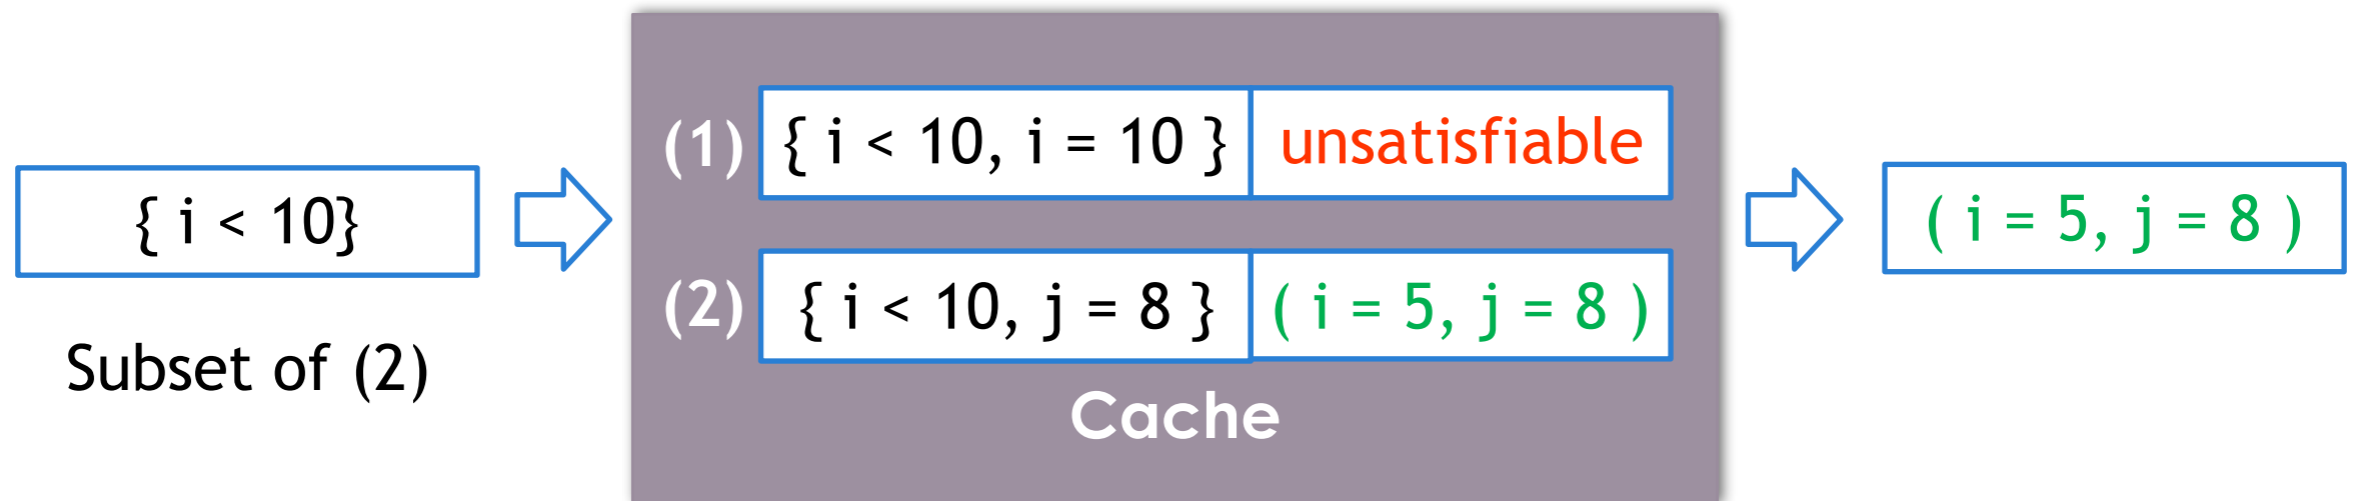 { i < 10}
Subset of (2)
(1) { i < 10, i = 10 } unsatisfiable
(2) { i < 10, j = 8 } ( i = 5, j = 8 )
Cache
( i = 5, j = 8 )